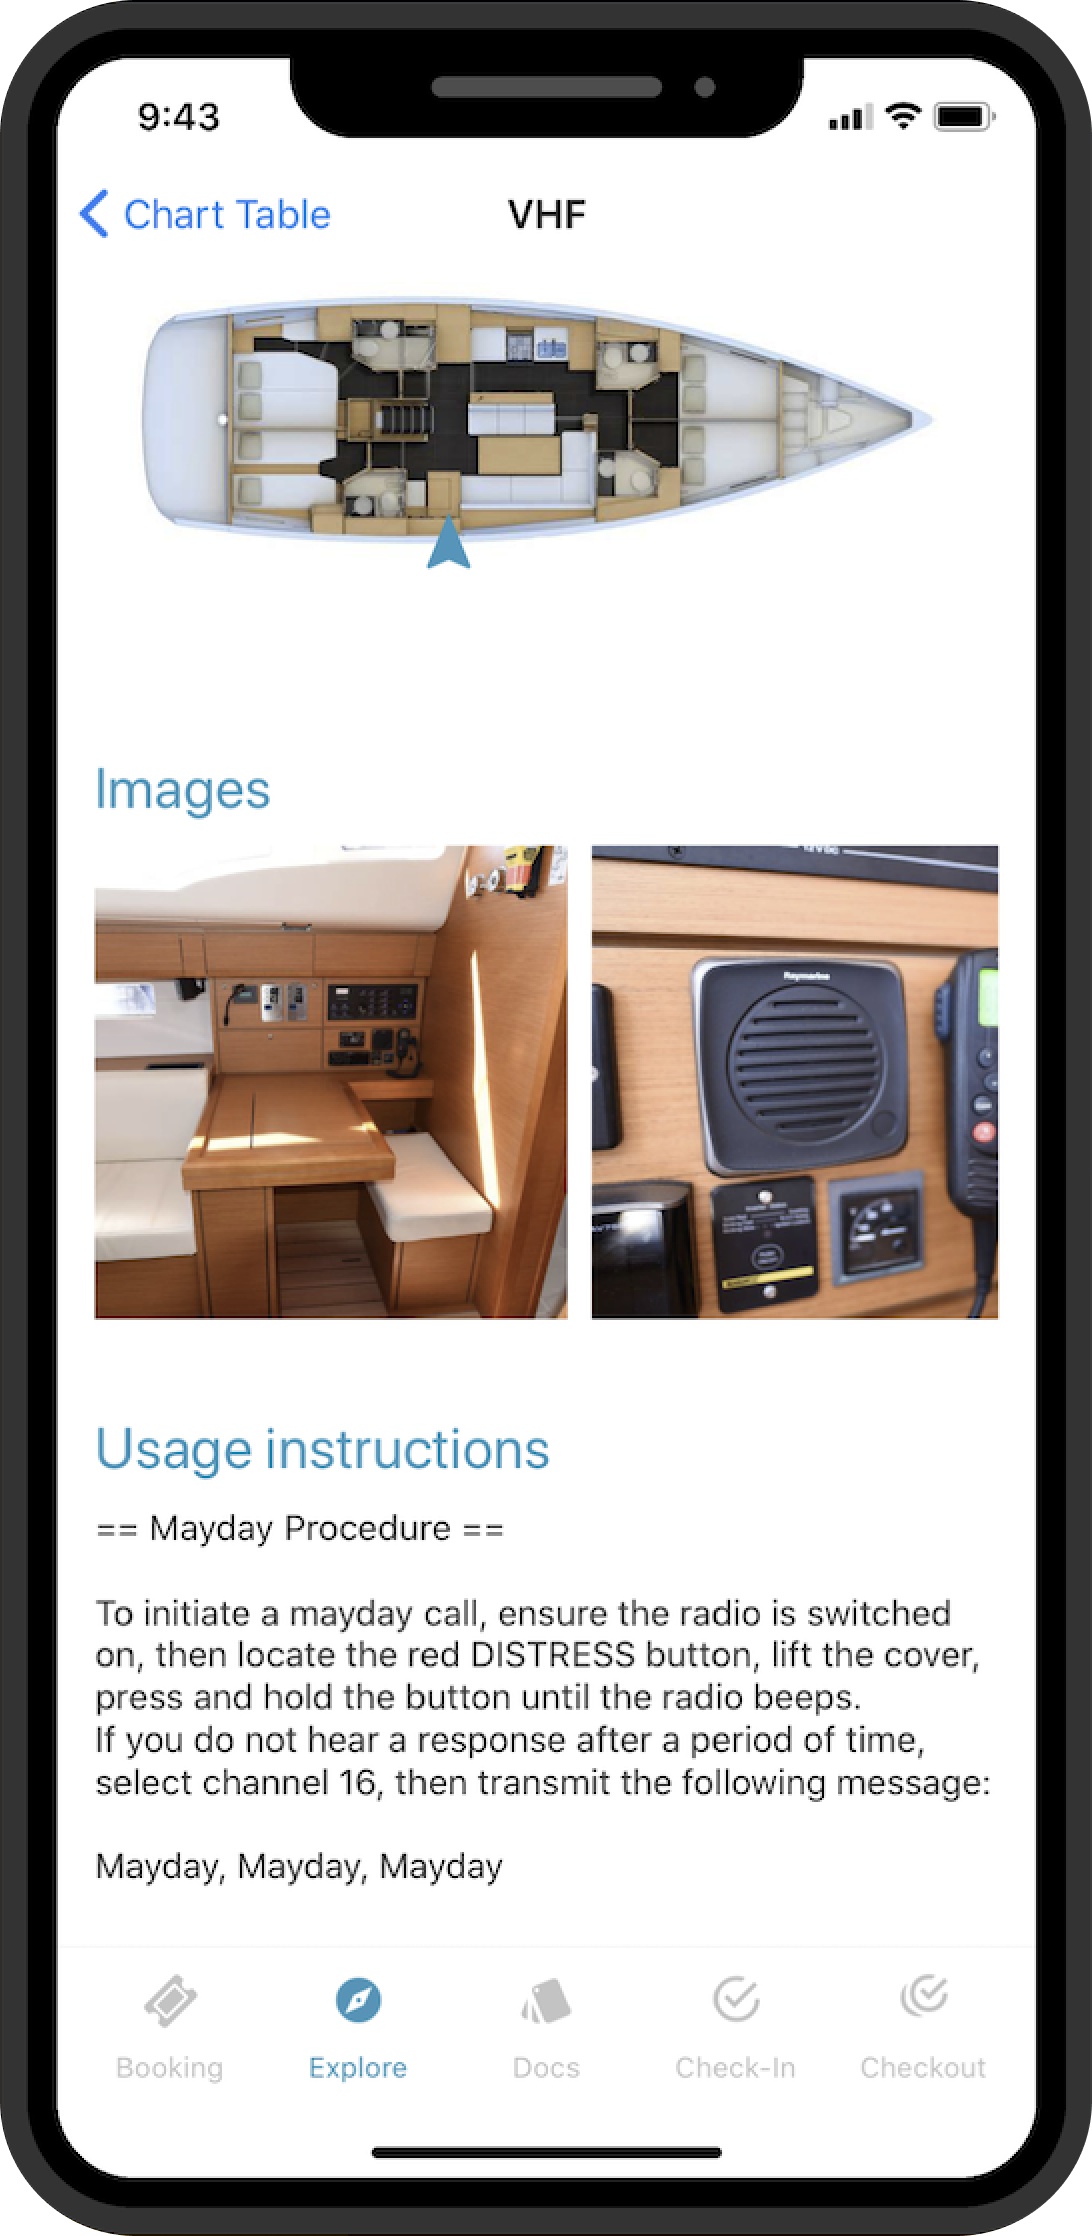 9:43
Chart Table
VHF
Images
Raymarine
Usage instructions
== Mayday Procedure ==
To initiate a mayday call, ensure the radio is switched
on, then locate the red DISTRESS button, lift the cover,
press and hold the button until the radio beeps.
If you do not hear a response after a period of time,
select channel 16, then transmit the following message:
Mayday, Mayday, Mayday
Booking
Explore
Docs
Check-In
Checkout